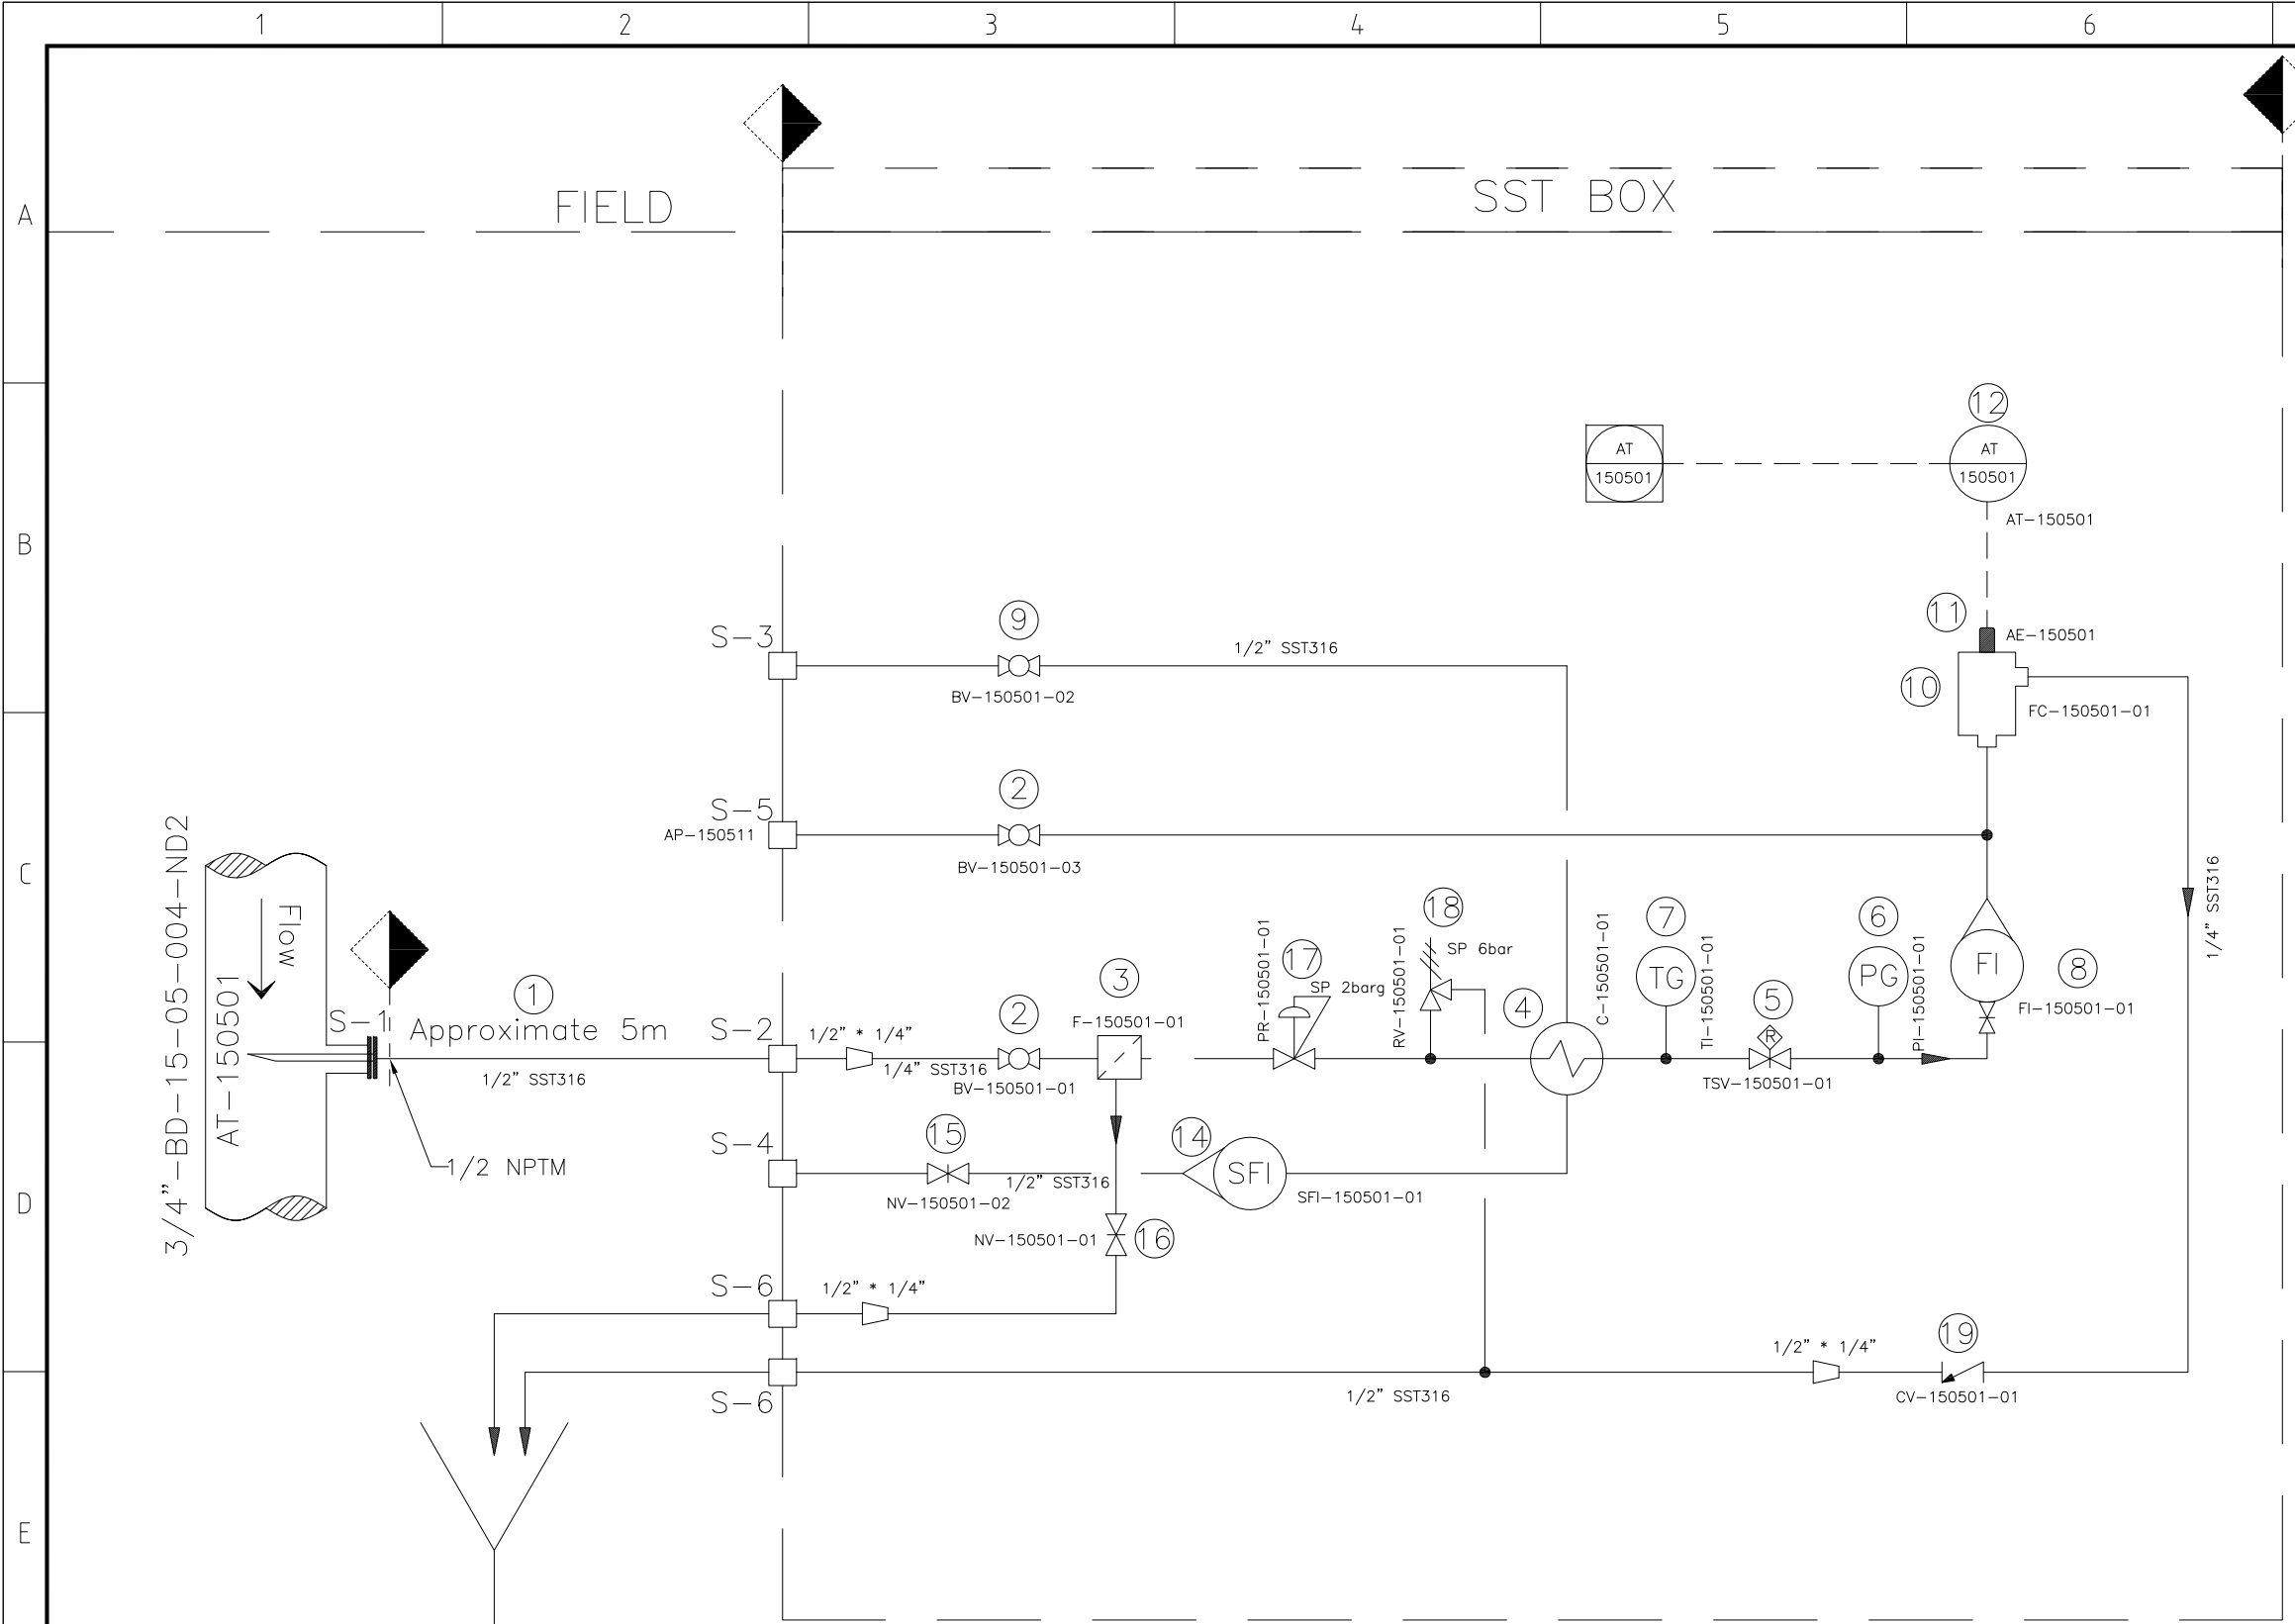 1
2
3
4
5
6
A
B
C
D
E
FIELD
SST BOX
12
AT
150501
AT
150501
AT-150501
11
AE-150501
10
FC-150501-01
S-3
9
1/2" SST316
BV-150501-02
S-5
AP-150511
2
BV-150501-03
1/4" SST316
3/4"-BD-15-05-004-ND2
AT-150501
Flow
S-1
1
Approximate 5m
1/2" SST316
1/2 NPTM
S-2
1/2" * 1/4"
1/4" SST316
2
BV-150501-01
3
F-150501-01
PR-150501-01
17
SP 2barg
RV-150501-01
18
SP 6bar
4
C-150501-01
7
TG
TI-150501-01
5
R
TSV-150501-01
6
PG
PI-150501-01
FI
8
FI-150501-01
S-4
15
NV-150501-02
1/2" SST316
14
SFI
SFI-150501-01
NV-150501-01
16
S-6
1/2" * 1/4"
S-6
1/2" SST316
1/2" * 1/4"
19
CV-150501-01